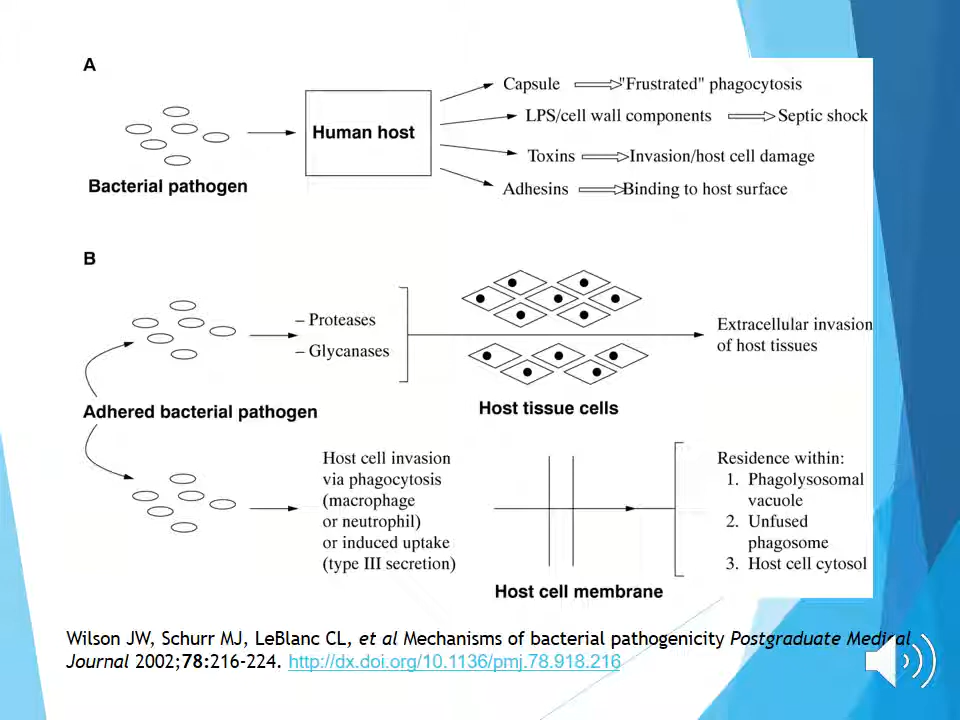 A
Capsule "Frustrated" phagocytosis
LPS/cell wall components Septic shock
Human host
Toxins Invasion/host cell damage
Bacterial pathogen
Adhesins Binding to host surface
B
– Proteases
– Glycanases
Extracellular invasion
of host tissues
Adhered bacterial pathogen
Host tissue cells
Host cell invasion
via phagocytosis
(macrophage
or neutrophil)
or induced uptake
(type III secretion)
Host cell membrane
Residence within:
1. Phagolysosomal
vacuole
2. Unfused
phagosome
3. Host cell cytosol
Wilson JW, Schurr MJ, LeBlanc CL, et al Mechanisms of bacterial pathogenicity Postgraduate Medical
Journal 2002;78:216-224. http://dx.doi.org/10.1136/pmj.78.918.216